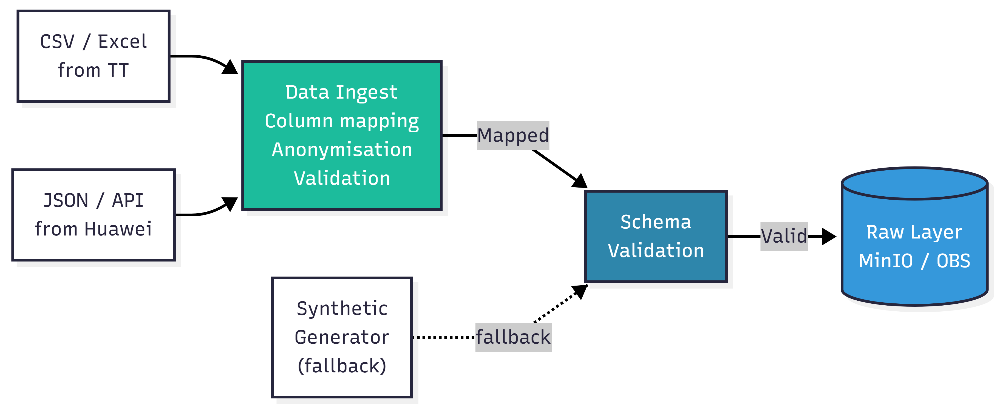 CSV / Excel
from TT
JSON / API
from Huawei
Data Ingest
Column mapping
Anonymisation
Validation
Synthetic
Generator
(fallback)
Mapped
fallback
Schema
Validation
Valid
Raw Layer
MinIO / OBS